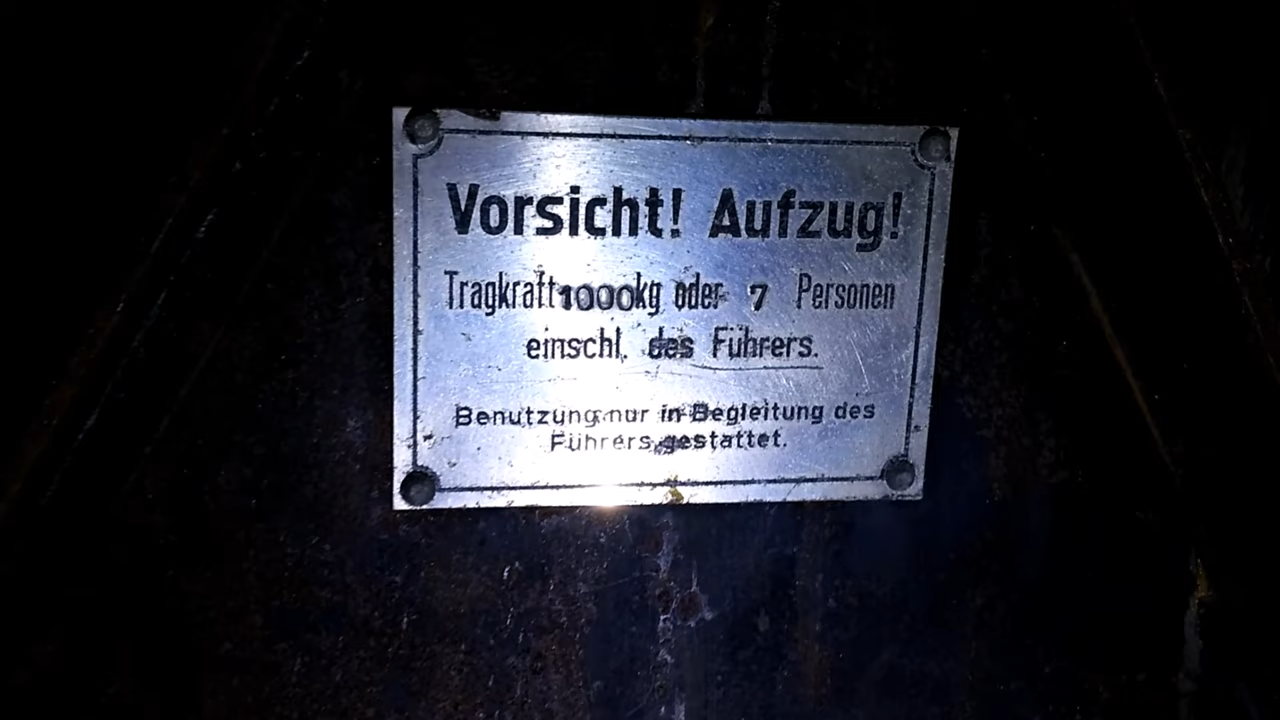 Vorsicht! Aufzug!
Tragkraft 1000kg oder 7 Personen
einschl. des Führers.
Benutzung nur in Begleitung des
Führers gestattet.